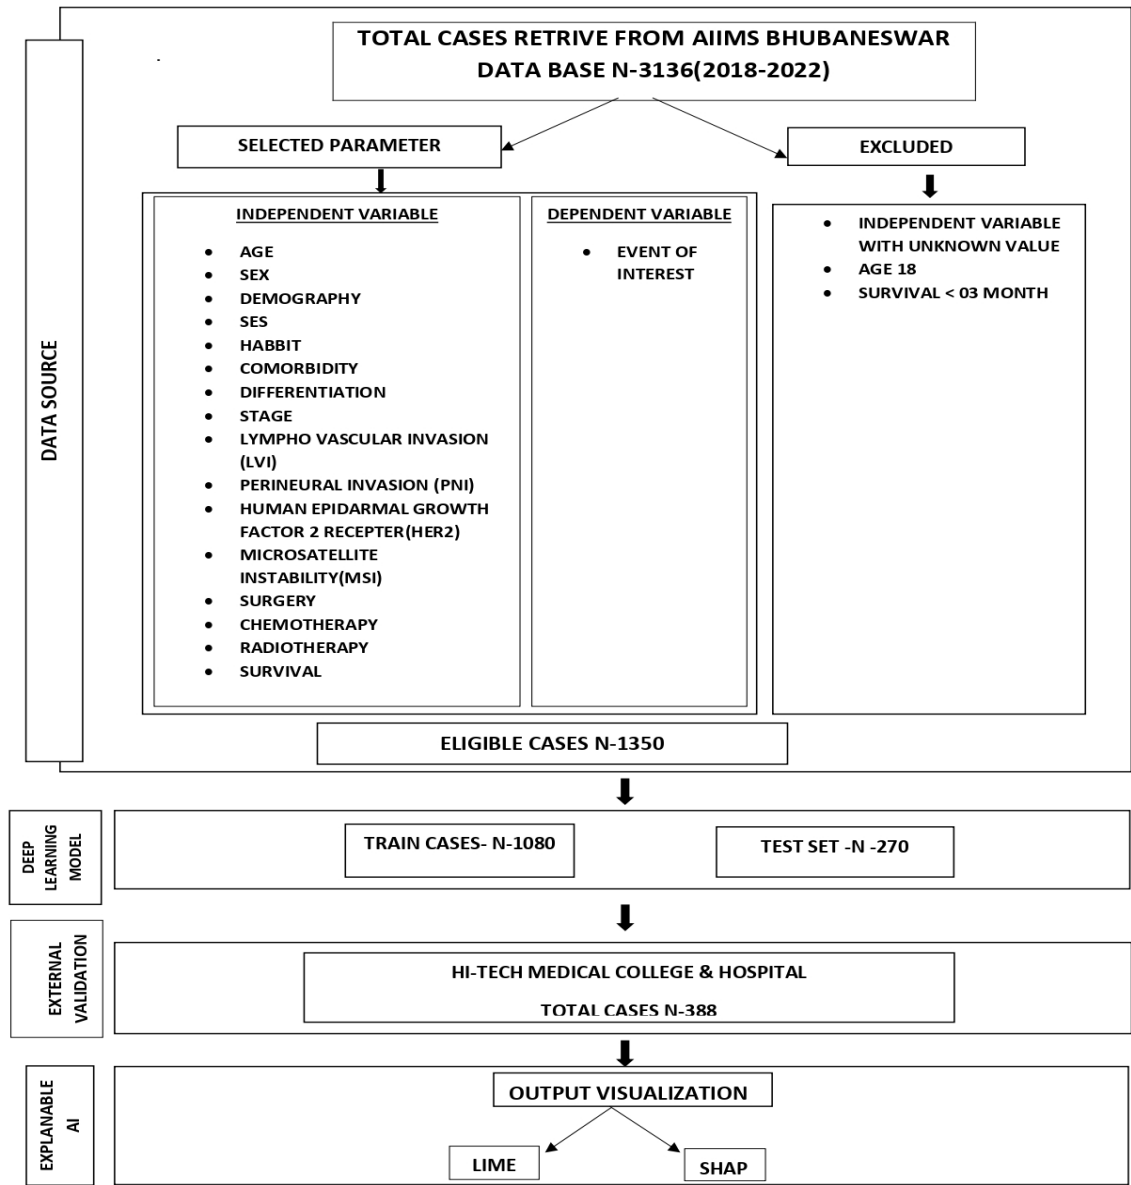 TOTAL CASES RETRIVE FROM AIIMS BHUBANESWAR
DATA BASE N-3136(2018-2022)
SELECTED PARAMETER
EXCLUDED
INDEPENDENT VARIABLE
• AGE
• SEX
• DEMOGRAPHY
• SES
• HABBIT
• COMORBIDITY
• DIFFERENTIATION
• STAGE
• LYMPHO VASCULAR INVASION
(LVI)
• PERINEURAL INVASION (PNI)
• HUMAN EPIDARMAL GROWTH
FACTOR 2 RECEPTER(HER2)
• MICROSATELLITE
INSTABILITY(MSI)
• SURGERY
• CHEMOTHERAPY
• RADIOTHERAPY
• SURVIVAL
DEPENDENT VARIABLE
• EVENT OF
INTEREST
• INDEPENDENT VARIABLE
WITH UNKNOWN VALUE
• AGE 18
• SURVIVAL < 03 MONTH
ELIGIBLE CASES N-1350
DATA SOURCE
DEEP
LEARNING
MODEL
TRAIN CASES- N-1080
TEST SET -N -270
EXTERNAL
VALIDATION
HI-TECH MEDICAL COLLEGE & HOSPITAL
TOTAL CASES N-388
EXPLANABLE
AI
OUTPUT VISUALIZATION
LIME
SHAP